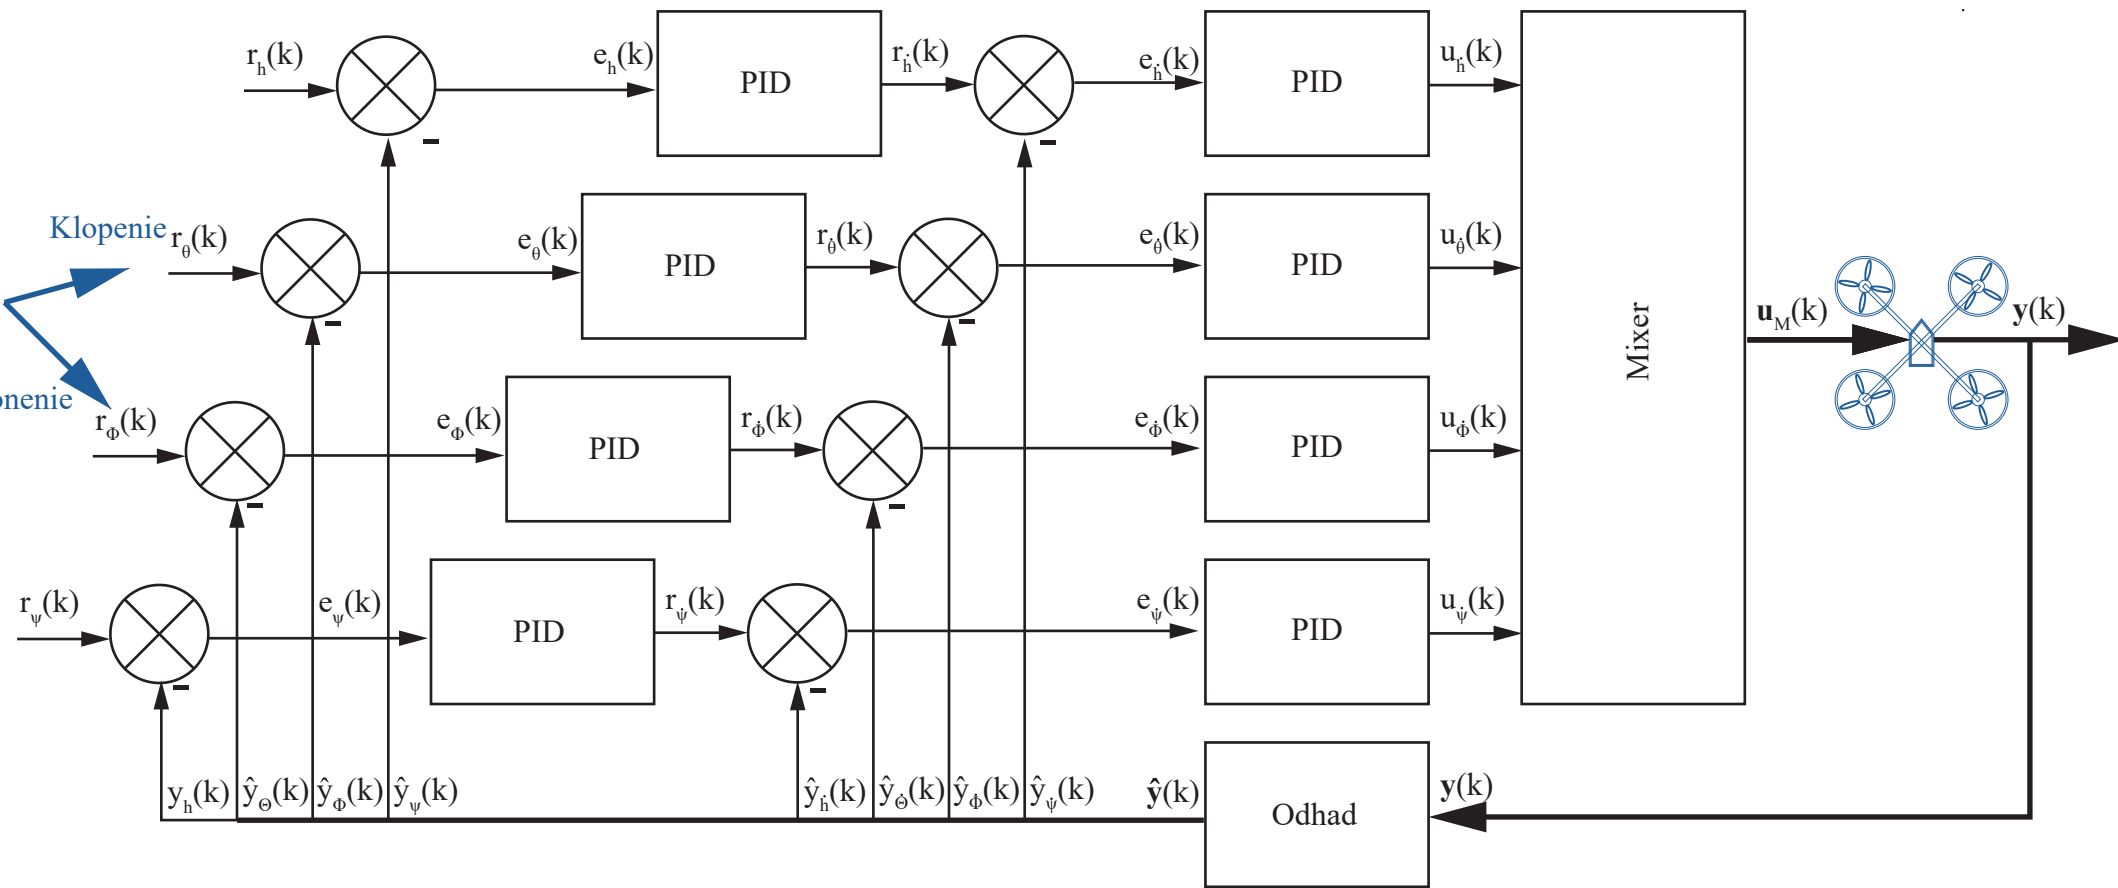 r_h(k) e_h(k) PID r_ḣ(k) e_ḣ(k) PID u_ḣ(k)
Klopenie r_θ(k) e_θ(k) PID r_θ̇(k) e_θ̇(k) PID u_θ̇(k)
Mixer
u_M(k) y(k)
onenie r_Φ(k) e_Φ(k) PID r_Φ̇(k) e_Φ̇(k) PID u_Φ̇(k)
r_ψ(k) e_ψ(k) PID r_ψ̇(k) e_ψ̇(k) PID u_ψ̇(k)
y_h(k) ŷ_Θ(k) ŷ_Φ(k) ŷ_ψ(k) ŷ_ḣ(k) ŷ_Θ̇(k) ŷ_Φ̇(k) ŷ_ψ̇(k) ŷ(k) Odhad y(k)